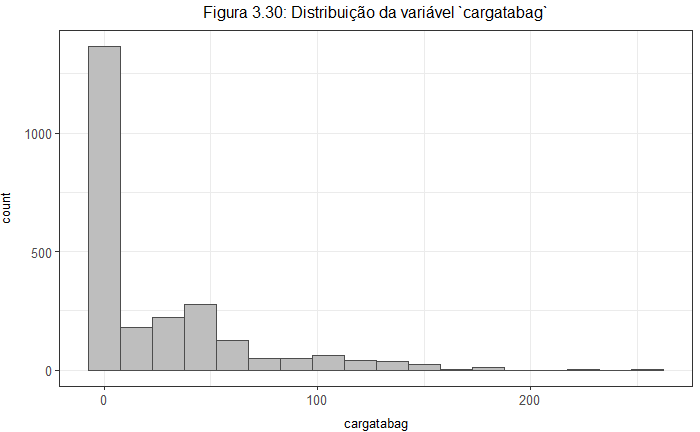 Figura 3.30: Distribuição da variável `cargatabag`
1000
500
0
count
0 100 200
cargatabag